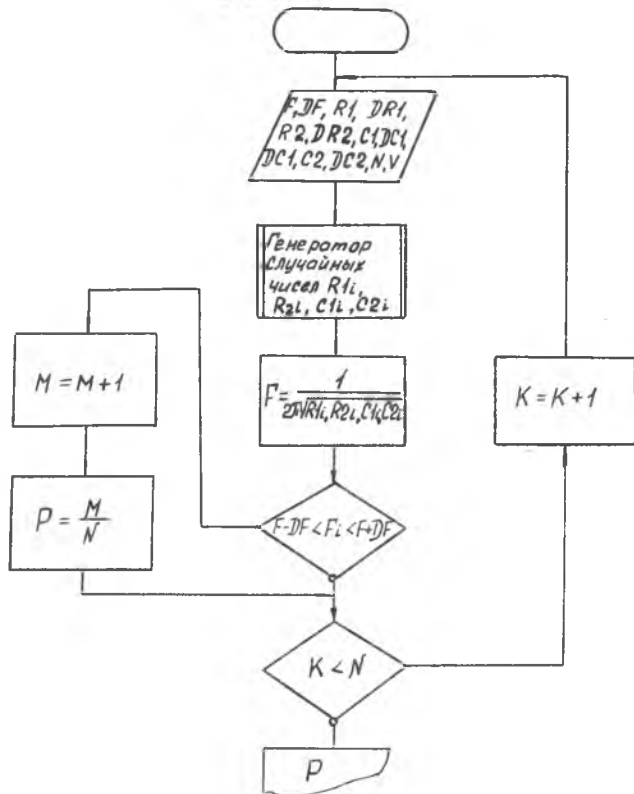 F, DF, R1, DR1,
R2, DR2, C1, DC1,
DC1, C2, DC2, N, V
Генератор
случайных
чисел R1i,
R2i, C1i, C2i
M = M + 1
F = 1 / 2π√R1i, R2i, C1i, C2i
K = K + 1
P = M / N
F-DF < Fi < F+DF
K < N
P